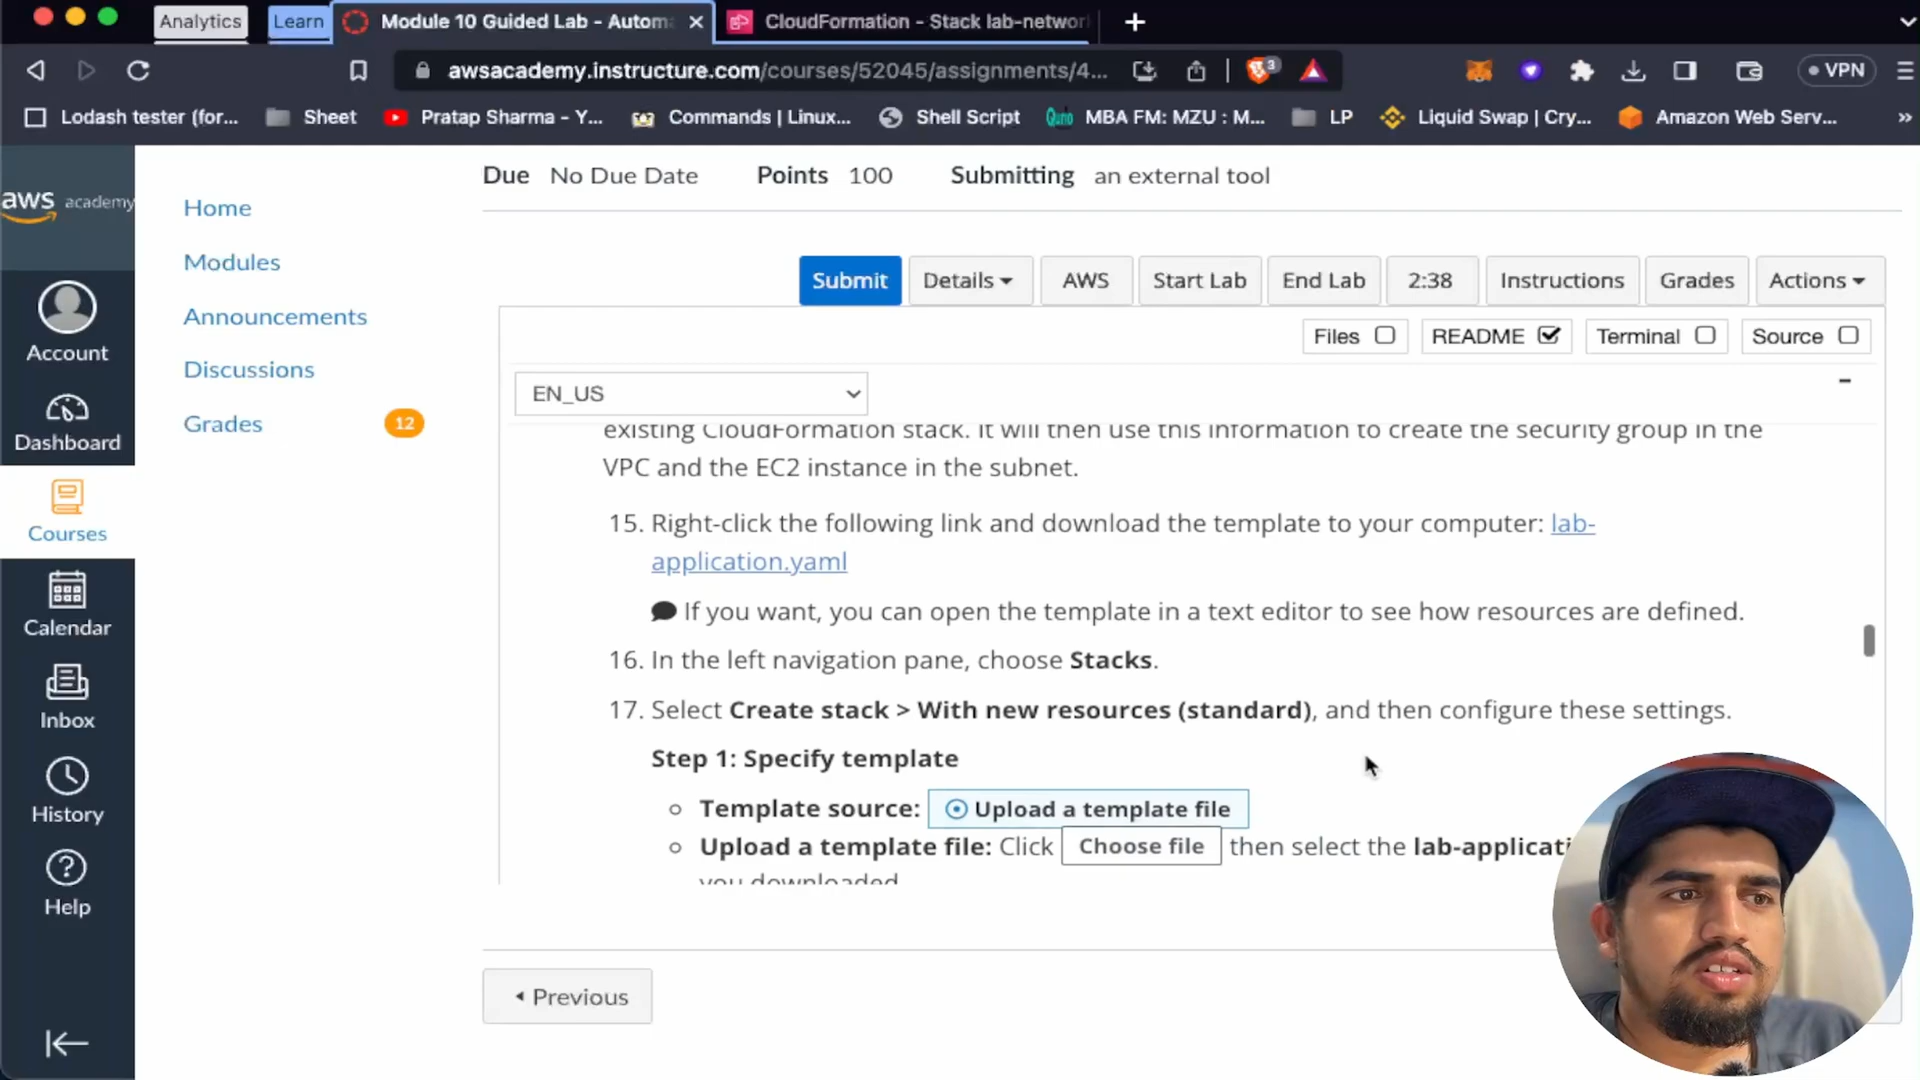 Analytics
Learn
Module 10 Guided Lab - Autom
CloudFormation - Stack lab-networ
awsacademy.instructure.com/courses/52045/assignments/4...
3
VPN
Lodash tester (for...
Sheet
Pratap Sharma - Y...
Commands | Linux...
Shell Script
Quno
MBA FM: MZU : M...
LP
Liquid Swap | Cry...
Amazon Web Serv...
aws academy
Account
Dashboard
Courses
Calendar
Inbox
History
Help
Home
Modules
Announcements
Discussions
Grades 12
Due No Due Date Points 100 Submitting an external tool
Submit Details AWS Start Lab End Lab 2:38 Instructions Grades Actions
Files README Terminal Source
EN_US
existing CloudFormation stack. It will then use this information to create the security group in the
VPC and the EC2 instance in the subnet.
15. Right-click the following link and download the template to your computer: lab-
application.yaml
If you want, you can open the template in a text editor to see how resources are defined.
16. In the left navigation pane, choose Stacks.
17. Select Create stack > With new resources (standard), and then configure these settings.
Step 1: Specify template
Template source: Upload a template file
Upload a template file: Click Choose file then select the lab-applicati
you downloaded
Previous